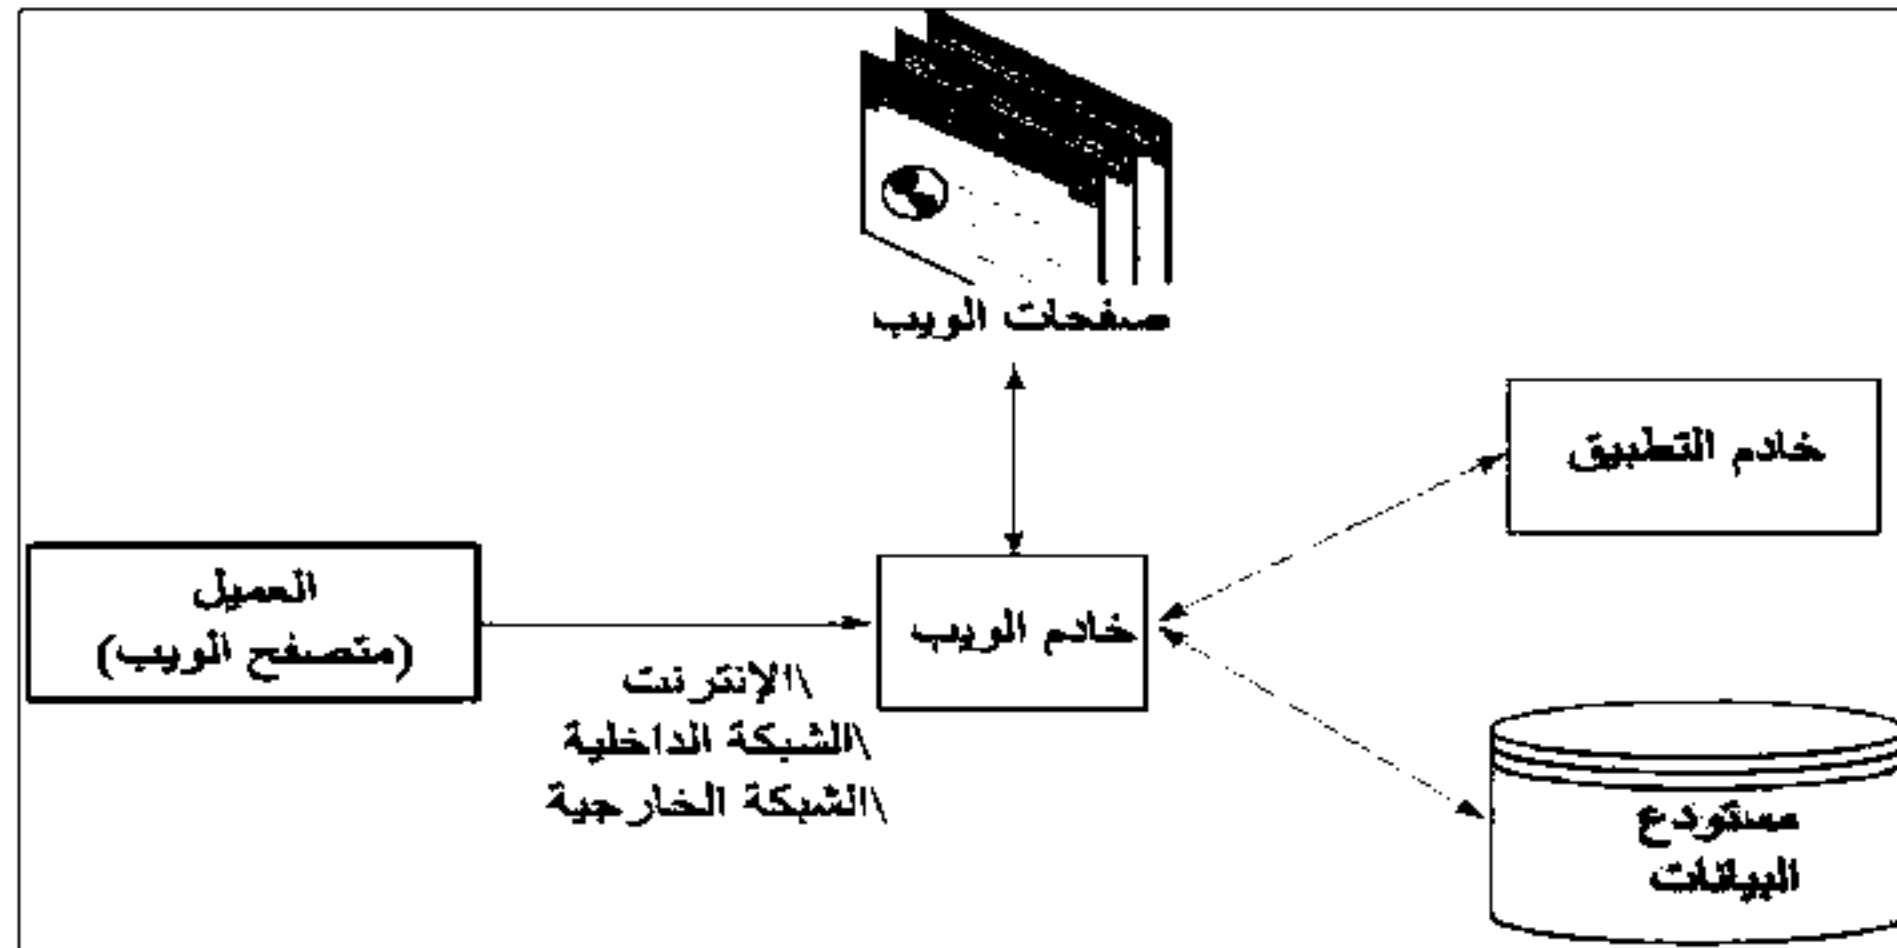 صفحات الويب
خادم التطبيق
العميل
(متصفح الويب)
خادم الويب
\الإنترنت
\الشبكة الداخلية
\الشبكة الخارجية
مستودع
البيانات